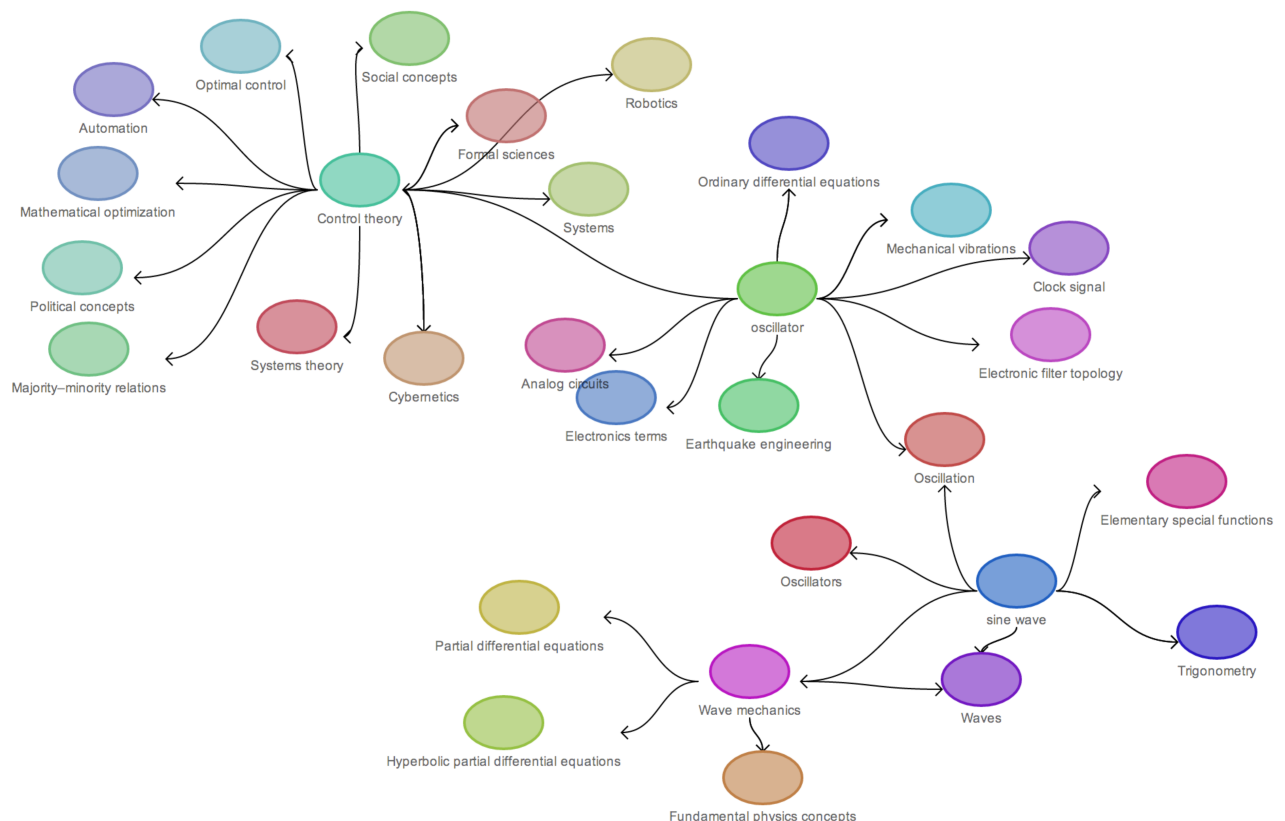 Optimal control
Social concepts
Robotics
Automation
Formal sciences
Ordinary differential equations
Mathematical optimization
Control theory
Systems
Mechanical vibrations
Clock signal
Political concepts
oscillator
Systems theory
Analog circuits
Electronic filter topology
Majority–minority relations
Cybernetics
Electronics terms
Earthquake engineering
Oscillation
Elementary special functions
Oscillators
sine wave
Partial differential equations
Trigonometry
Wave mechanics
Waves
Hyperbolic partial differential equations
Fundamental physics concepts